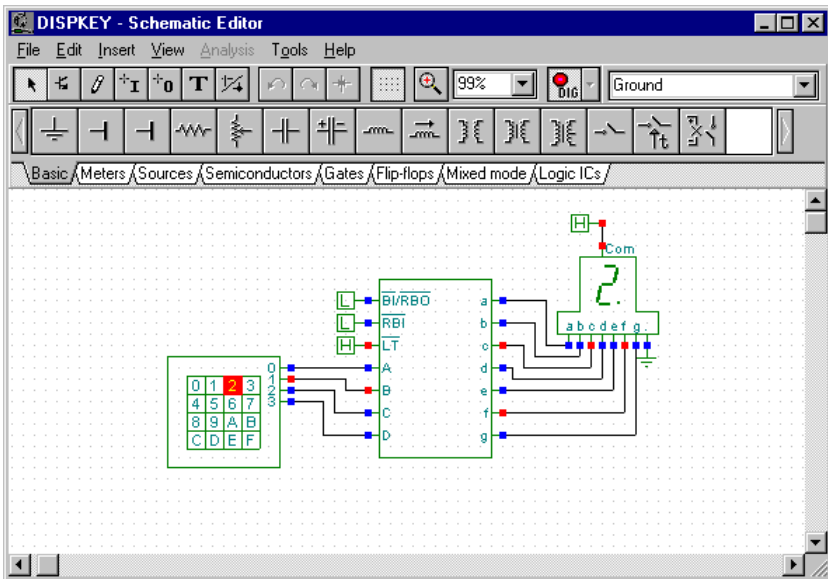 DISPKEY - Schematic Editor
File Edit Insert View Analysis Tools Help
I 0 T 99% DIG Ground
t
Basic Meters Sources Semiconductors Gates Flip-flops Mixed mode Logic ICs
H
Com
2.
a b c d e f g .
L BI/RBO a
L RBI b
H LT c
0 A d
1 B e
2 C f
3 D g
0 1 2 3
4 5 6 7
8 9 A B
C D E F